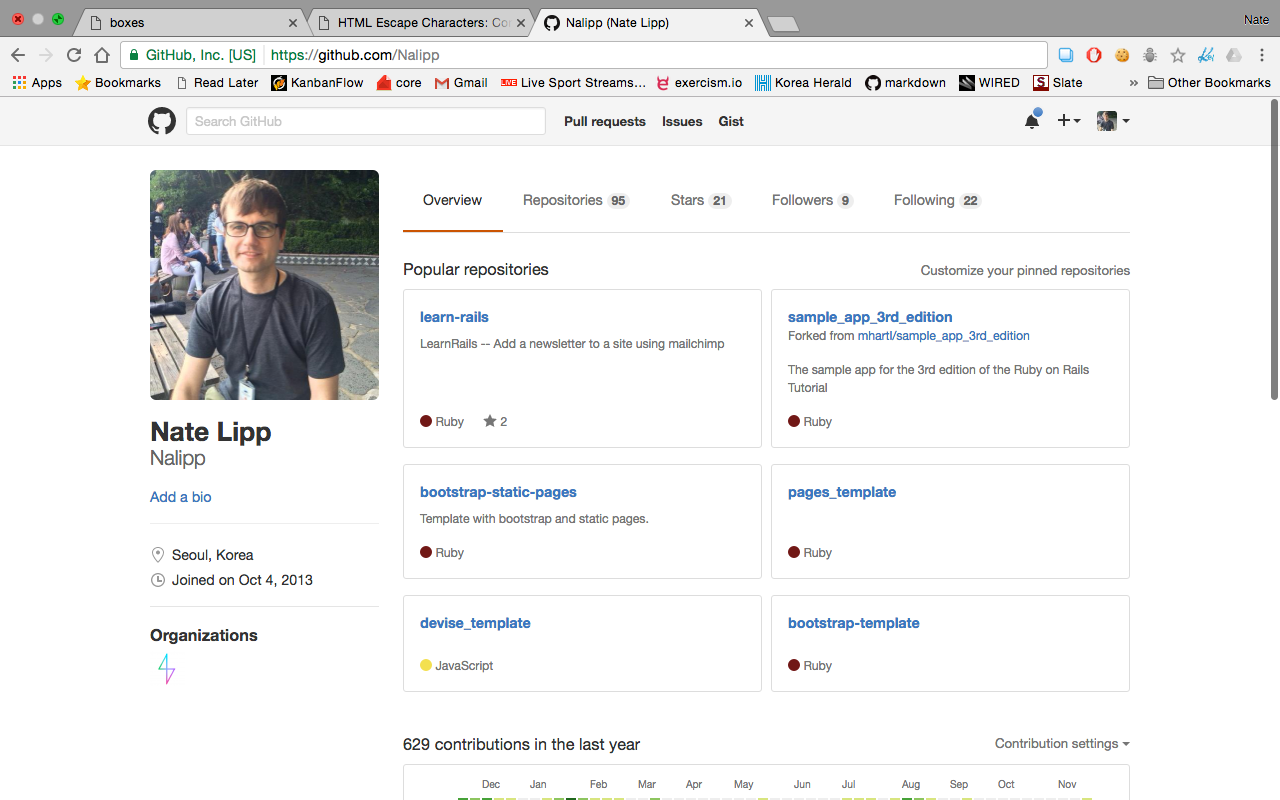 boxes
HTML Escape Characters: Co
Nalipp (Nate Lipp)
Nate
GitHub, Inc. [US]
https://github.com/Nalipp
Apps
Bookmarks
Read Later
KanbanFlow
core
Gmail
LIVE Live Sport Streams...
exercism.io
Korea Herald
markdown
WIRED
S Slate
»
Other Bookmarks
Search GitHub
Pull requests
Issues
Gist
Overview
Repositories 95
Stars 21
Followers 9
Following 22
Nate Lipp
Nalipp
Add a bio
Seoul, Korea
Joined on Oct 4, 2013
Organizations
Popular repositories
Customize your pinned repositories
learn-rails
LearnRails -- Add a newsletter to a site using mailchimp
Ruby 2
sample_app_3rd_edition
Forked from mhartl/sample_app_3rd_edition
The sample app for the 3rd edition of the Ruby on Rails
Tutorial
Ruby
bootstrap-static-pages
Template with bootstrap and static pages.
Ruby
pages_template
Ruby
devise_template
JavaScript
bootstrap-template
Ruby
629 contributions in the last year
Contribution settings
Dec Jan Feb Mar Apr May Jun Jul Aug Sep Oct Nov